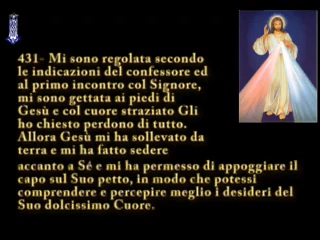 431- Mi sono regolata secondo
le indicazioni del confessore ed
al primo incontro col Signore,
mi sono gettata ai piedi di
Gesù e col cuore straziato Gli
ho chiesto perdono di tutto.
Allora Gesù mi ha sollevato da
terra e mi ha fatto sedere
accanto a Sé e mi ha permesso di appoggiare il
capo sul Suo petto, in modo che potessi
comprendere e percepire meglio i desideri del
Suo dolcissimo Cuore.